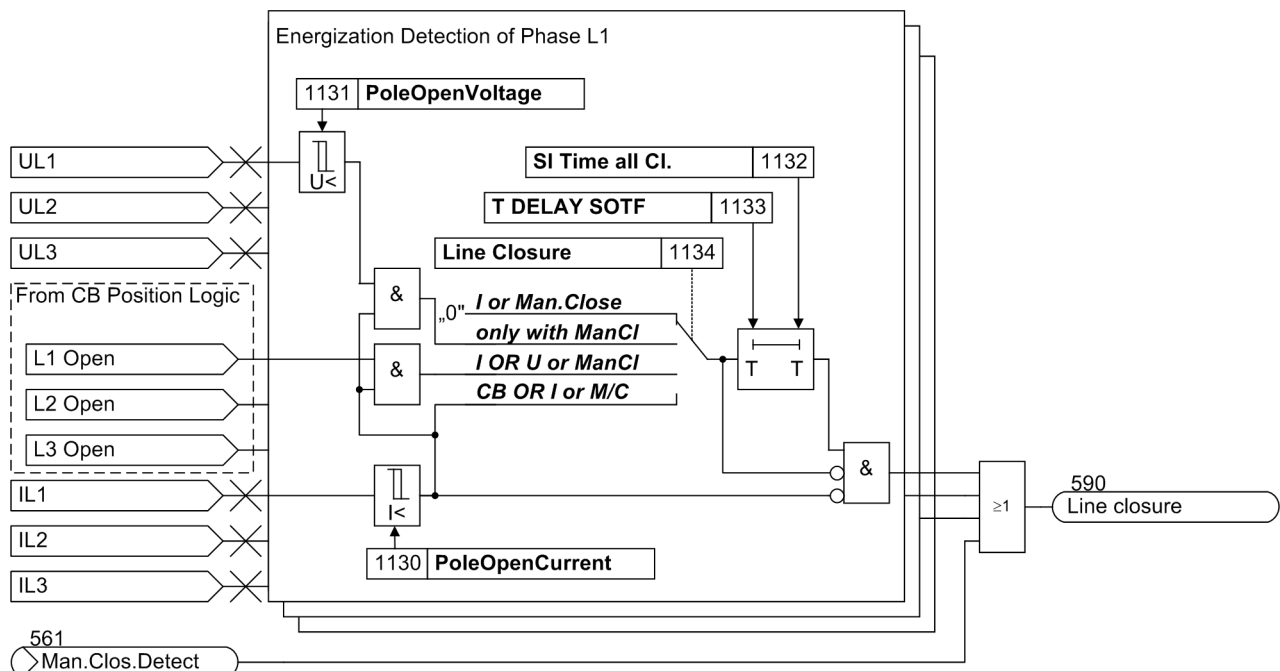 Energization Detection of Phase L1
1131 PoleOpenVoltage
UL1
U<
SI Time all Cl. 1132
UL2
T DELAY SOTF 1133
UL3
Line Closure 1134
From CB Position Logic
&
„0" I or Man.Close
only with ManCl
L1 Open
&
I OR U or ManCl
T T
CB OR I or M/C
L2 Open
L3 Open
&
IL1
I<
590
≥1
Line closure
IL2
1130 PoleOpenCurrent
IL3
561
Man.Clos.Detect